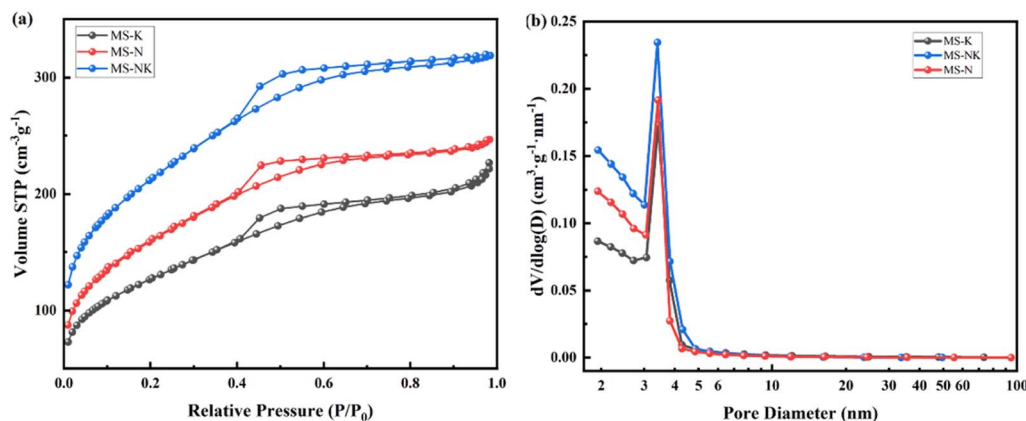 (a)
MS-K
MS-N
MS-NK
300
200
100
Volume STP (cm⁻³g⁻¹)
0.0 0.2 0.4 0.6 0.8 1.0
Relative Pressure (P/P₀)
(b)
MS-K
MS-NK
MS-N
0.25
0.20
0.15
0.10
0.05
0.00
dV/dlog(D) (cm³·g⁻¹·nm⁻¹)
2 3 4 5 6 10 20 30 40 50 60 100
Pore Diameter (nm)